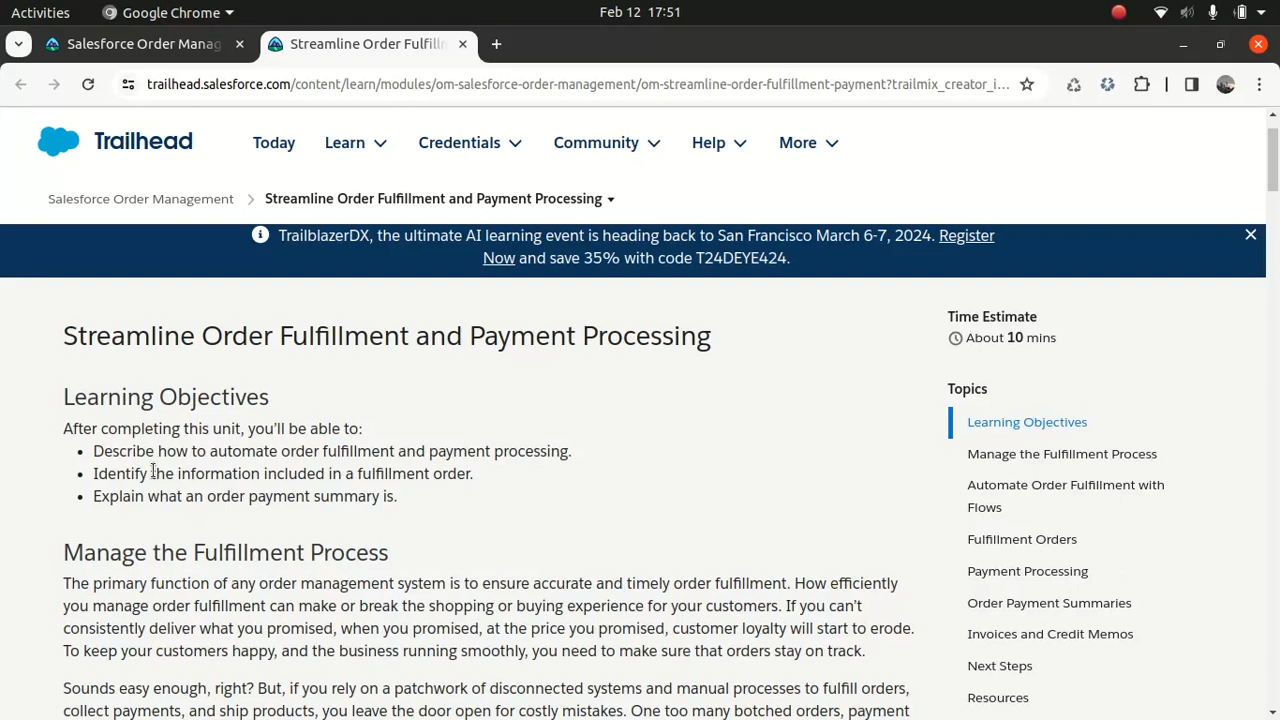 Activities
Google Chrome
Feb 12 17:51
Salesforce Order Manag
Streamline Order Fulfill
trailhead.salesforce.com/content/learn/modules/om-salesforce-order-management/om-streamline-order-fulfillment-payment?trailmix_creator_i...
Trailhead
Today
Learn
Credentials
Community
Help
More
Salesforce Order Management
Streamline Order Fulfillment and Payment Processing
TrailblazerDX, the ultimate AI learning event is heading back to San Francisco March 6-7, 2024. Register
Now and save 35% with code T24DEYE424.
Streamline Order Fulfillment and Payment Processing
Learning Objectives
After completing this unit, you'll be able to:
• Describe how to automate order fulfillment and payment processing.
• Identify the information included in a fulfillment order.
• Explain what an order payment summary is.
Manage the Fulfillment Process
The primary function of any order management system is to ensure accurate and timely order fulfillment. How efficiently
you manage order fulfillment can make or break the shopping or buying experience for your customers. If you can't
consistently deliver what you promised, when you promised, at the price you promised, customer loyalty will start to erode.
To keep your customers happy, and the business running smoothly, you need to make sure that orders stay on track.
Sounds easy enough, right? But, if you rely on a patchwork of disconnected systems and manual processes to fulfill orders,
collect payments, and ship products, you leave the door open for costly mistakes. One too many botched orders, payment
Time Estimate
About 10 mins
Topics
Learning Objectives
Manage the Fulfillment Process
Automate Order Fulfillment with
Flows
Fulfillment Orders
Payment Processing
Order Payment Summaries
Invoices and Credit Memos
Next Steps
Resources